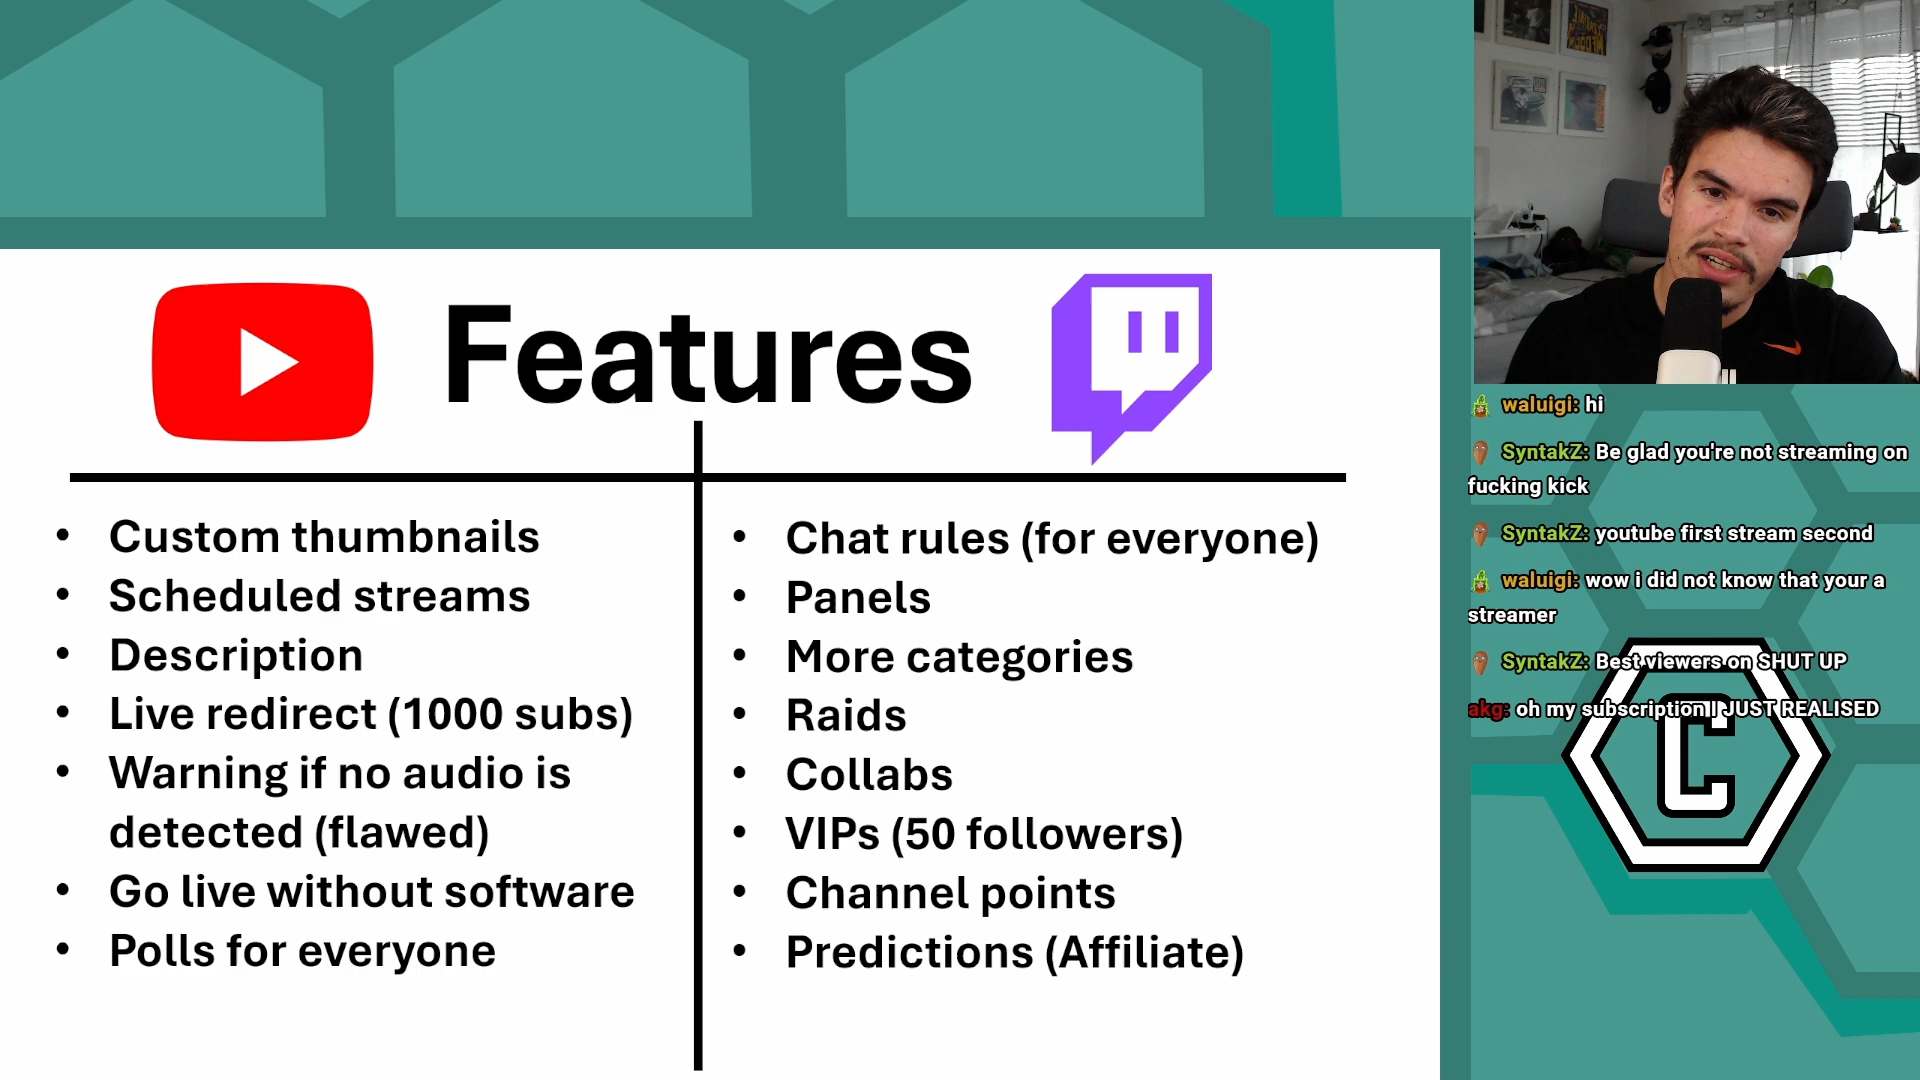 Features
• Custom thumbnails
• Scheduled streams
• Description
• Live redirect (1000 subs)
• Warning if no audio is
detected (flawed)
• Go live without software
• Polls for everyone
• Chat rules (for everyone)
• Panels
• More categories
• Raids
• Collabs
• VIPs (50 followers)
• Channel points
• Predictions (Affiliate)
waluigi: hi
SyntakZ: Be glad you're not streaming on
fucking kick
SyntakZ: youtube first stream second
waluigi: wow i did not know that your a
streamer
SyntakZ: Best viewers on SHUT UP
akg: oh my subscription I JUST REALISED
C